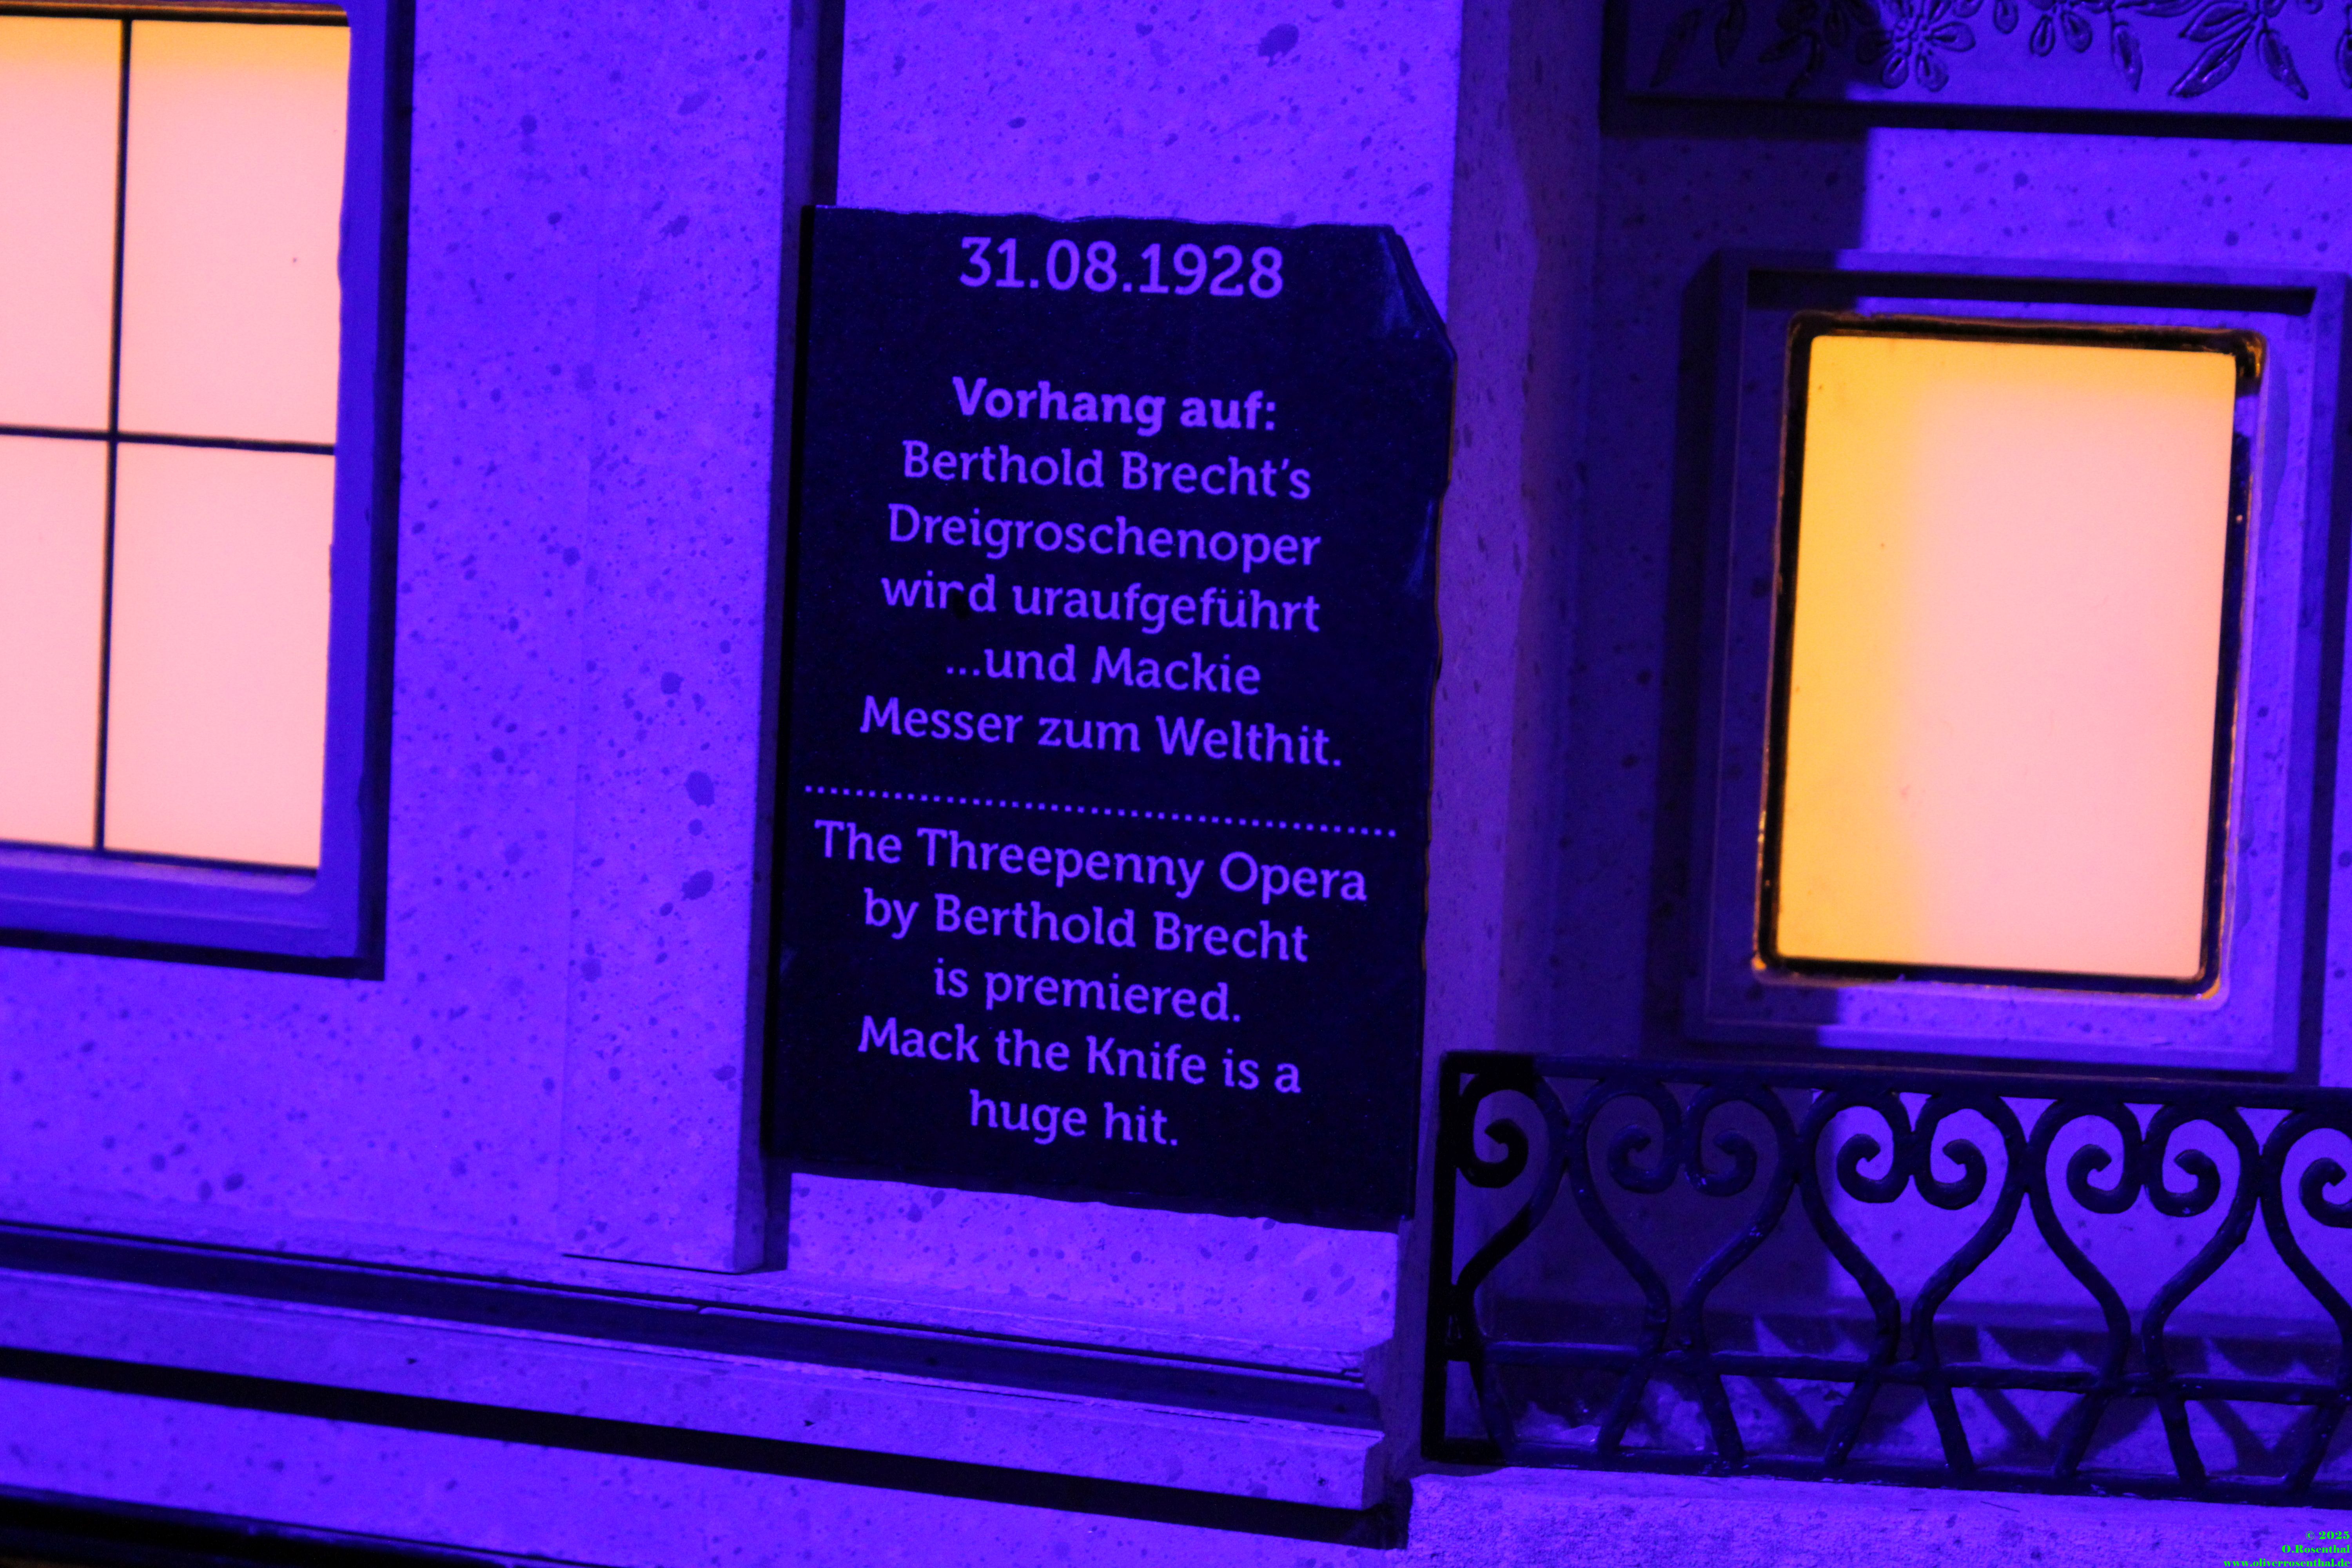 31.08.1928
Vorhang auf:
Berthold Brecht's
Dreigroschenoper
wird uraufgeführt
...und Mackie
Messer zum Welthit.
The Threepenny Opera
by Berthold Brecht
is premiered.
Mack the Knife is a
huge hit.
© 2025
O.Rosenthal
www.oliverrosenthal.de